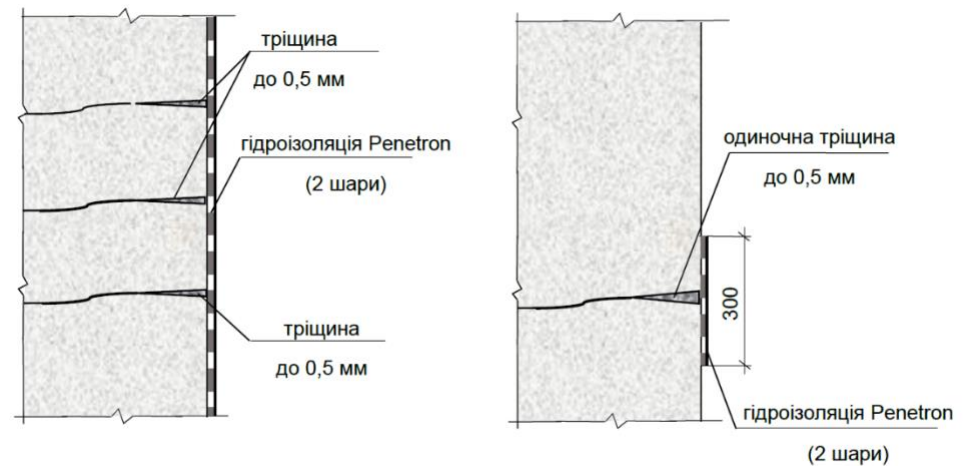 тріщина
до 0,5 мм
гідроізоляція Penetron
(2 шари)
тріщина
до 0,5 мм
одиночна тріщина
до 0,5 мм
300
гідроізоляція Penetron
(2 шари)